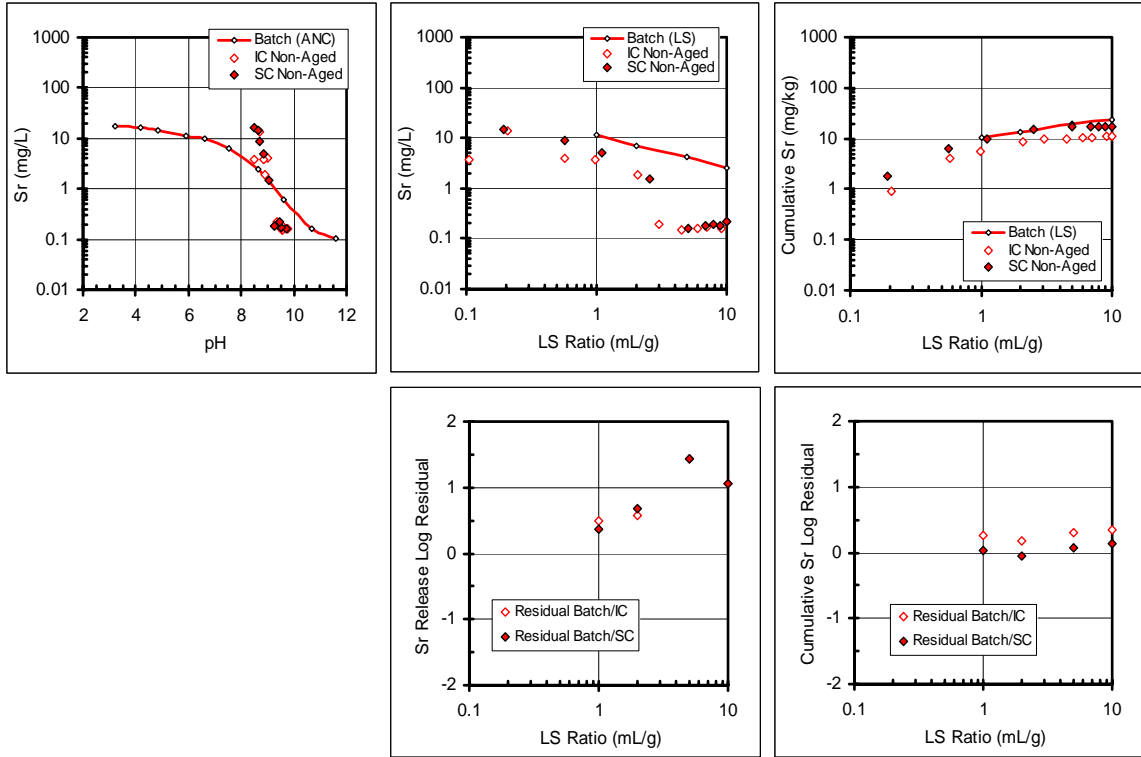 Sr (mg/L)
1000
100
10
1
0.1
0.01
Batch (ANC)
IC Non-Aged
SC Non-Aged
2 4 6 8 10 12
pH
Sr (mg/L)
1000
100
10
1
0.1
0.01
Batch (LS)
IC Non-Aged
SC Non-Aged
0.1 1 10
LS Ratio (mL/g)
Cumulative Sr (mg/kg)
1000
100
10
1
0.1
0.01
Batch (LS)
IC Non-Aged
SC Non-Aged
0.1 1 10
LS Ratio (mL/g)
Sr Release Log Residual
2
1
0
-1
-2
Residual Batch/IC
Residual Batch/SC
0.1 1 10
LS Ratio (mL/g)
Cumulative Sr Log Residual
2
1
0
-1
-2
Residual Batch/IC
Residual Batch/SC
0.1 1 10
LS Ratio (mL/g)